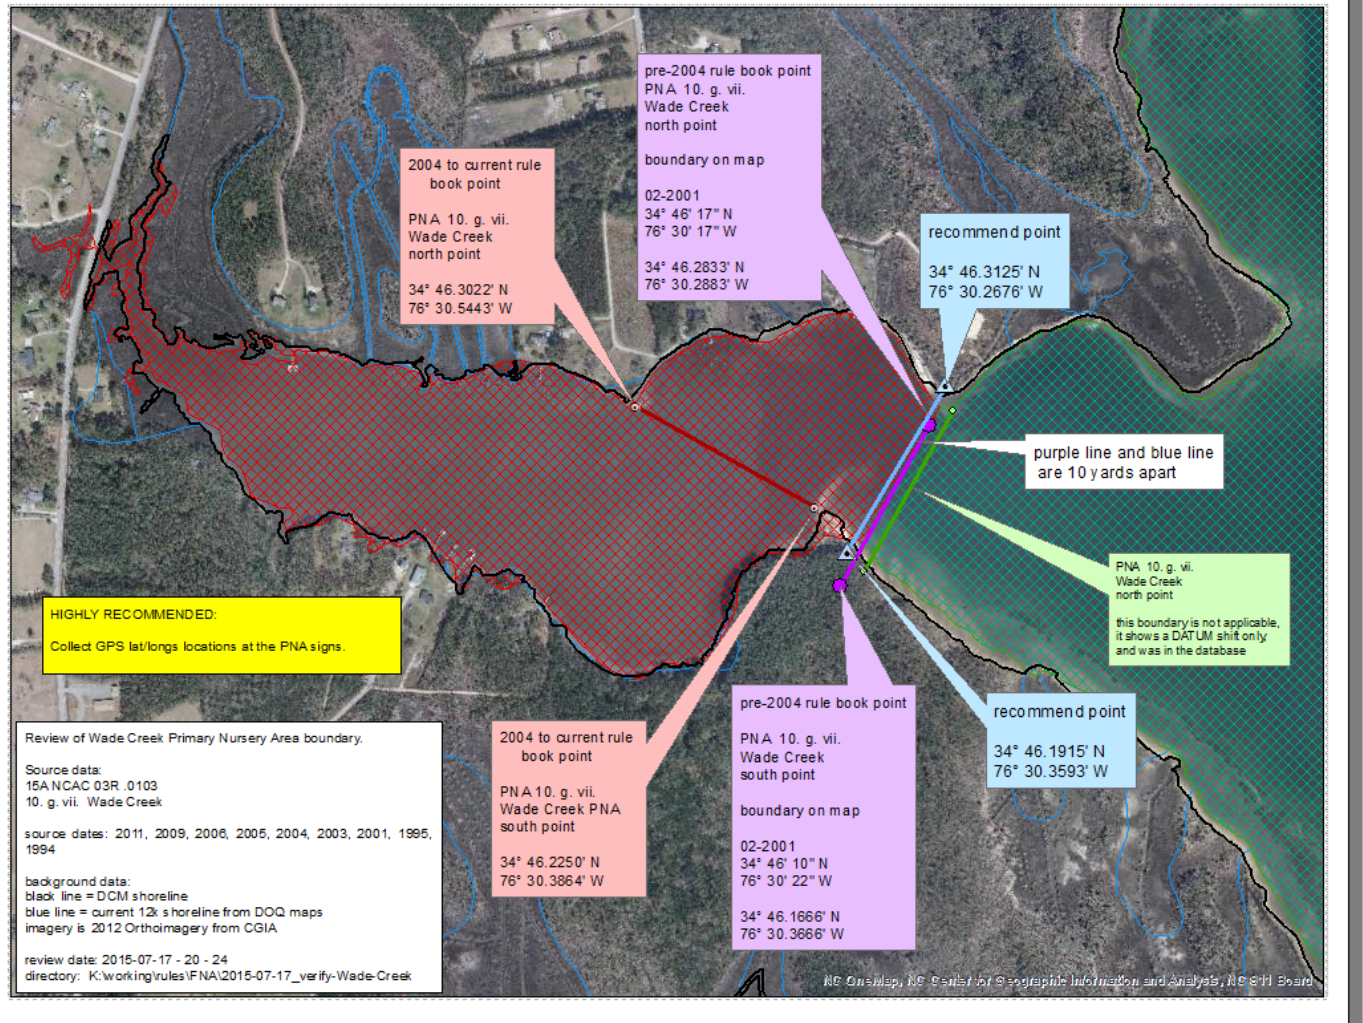 pre-2004 rule book point
PNA 10. g. vii.
Wade Creek
north point
boundary on map
02-2001
34° 46' 17" N
76° 30' 17" W
34° 46.2833' N
76° 30.2883' W
2004 to current rule
book point
PNA 10. g. vii.
Wade Creek
north point
34° 46.3022' N
76° 30.5443' W
recommend point
34° 46.3125' N
76° 30.2676' W
purple line and blue line
are 10 yards apart
PNA 10. g. vii.
Wade Creek
north point
this boundary is not applicable,
it shows a DATUM shift only,
and was in the database
HIGHLY RECOMMENDED:
Collect GPS lat/longs locations at the PNA signs.
recommend point
34° 46.1915' N
76° 30.3593' W
pre-2004 rule book point
PNA 10. g. vii.
Wade Creek
south point
boundary on map
02-2001
34° 46' 10" N
76° 30' 22" W
34° 46.1666' N
76° 30.3666' W
2004 to current rule
book point
PNA 10. g. vii.
Wade Creek PNA
south point
34° 46.2250' N
76° 30.3864' W
Review of Wade Creek Primary Nursery Area boundary.
Source data:
15A NCAC 03R .0103
10. g. vii. Wade Creek
source dates: 2011, 2009, 2006, 2005, 2004, 2003, 2001, 1995,
1994
background data:
black line = DCM shoreline
blue line = current 12k shoreline from DOQ maps
imagery is 2012 Orthoimagery from CGIA
review date: 2015-07-17 - 20 - 24
directory: K:\working\rules\FNA\2015-07-17_verify-Wade-Creek
NC OneMap, NC Center for Geographic Information and Analysis, NC 911 Board